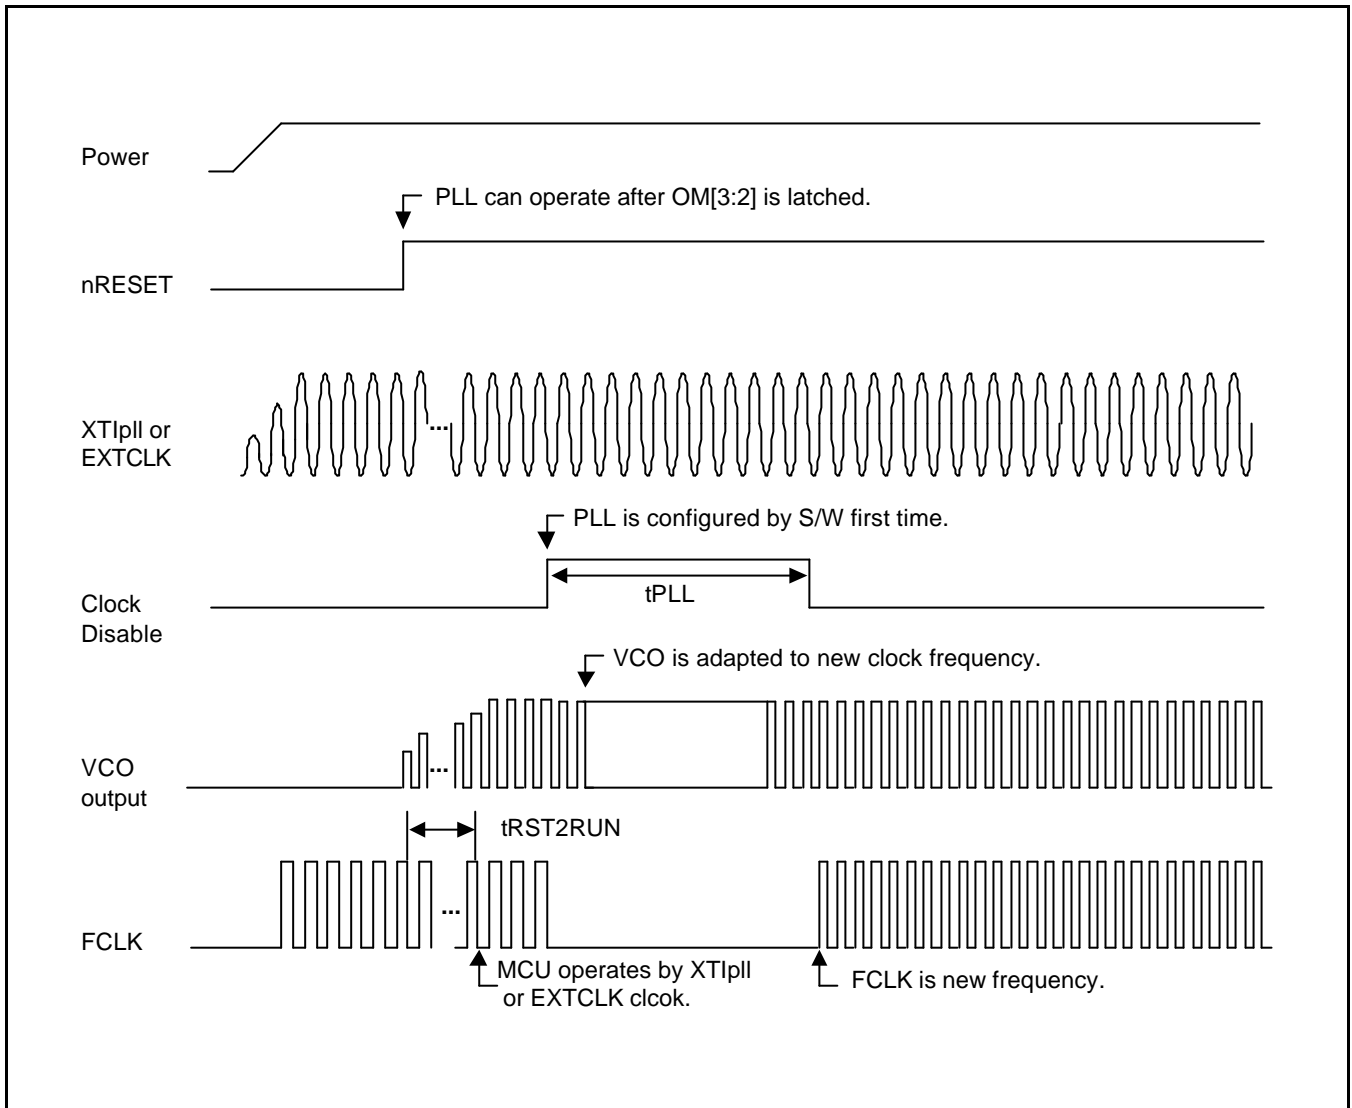 Power
PLL can operate after OM[3:2] is latched.
nRESET
XTIpll or
EXTCLK
...
PLL is configured by S/W first time.
tPLL
Clock
Disable
VCO is adapted to new clock frequency.
...
VCO
output
tRST2RUN
...
FCLK
MCU operates by XTIpll
or EXTCLK clcok.
FCLK is new frequency.